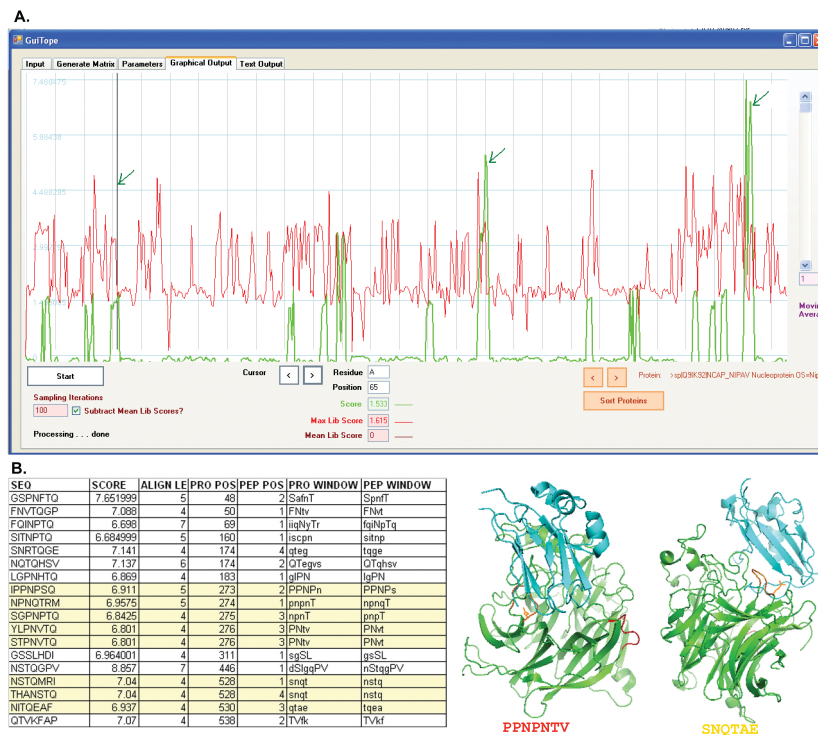 A.
GuiTope
Input Generate Matrix Parameters Graphical Output Text Output
7.460475
4.488285
1
Start
Cursor < > Residue A
Position 65
Sampling Iterations
100 Subtract Mean Lib Scores?
Score 1.533
Max Lib Score 1.615
Mean Lib Score 0
Processing . . . done
< > Protein: >sp|Q9IK92|NCAP_NIPAV Nucleoprotein OS=Nip
Sort Proteins
Movin
Avera
B.
SEQ SCORE ALIGN LE PRO POS PEP POS PRO WINDOW PEP WINDOW
GSPNFTQ 7.651999 5 48 2 SafnT SpnfT
FNVTQGP 7.088 4 50 1 FNtv FNvt
FQINPTQ 6.698 7 69 1 iiqNyTr fqiNpTq
SITNPTQ 6.684999 5 160 1 iscpn sitnp
SNRTQGE 7.141 4 174 4 qteg tqge
NQTQHSV 7.137 6 174 2 QTegvs QTqhsv
LGPNHTQ 6.869 4 183 1 glPN lgPN
IPPNPSQ 6.911 5 273 2 PPNPn PPNPs
NPNQTRM 6.9575 5 274 1 pnpnT npnqT
SGPNPTQ 6.8425 4 275 3 npnT pnpT
YLPNVTQ 6.801 4 276 3 PNtv PNvt
STPNVTQ 6.801 4 276 3 PNtv PNvt
GSSLHDI 6.964001 4 311 1 sgSL gsSL
NSTQGPV 8.857 7 446 1 dSlgqPV nStqgPV
NSTQMRI 7.04 4 528 1 snqt nstq
THANSTQ 7.04 4 528 4 snqt nstq
NITQEAF 6.937 4 530 3 qtae tqea
QTVKFAP 7.07 4 538 2 TVfk TVkf
PPNPNTV
SNQTAE